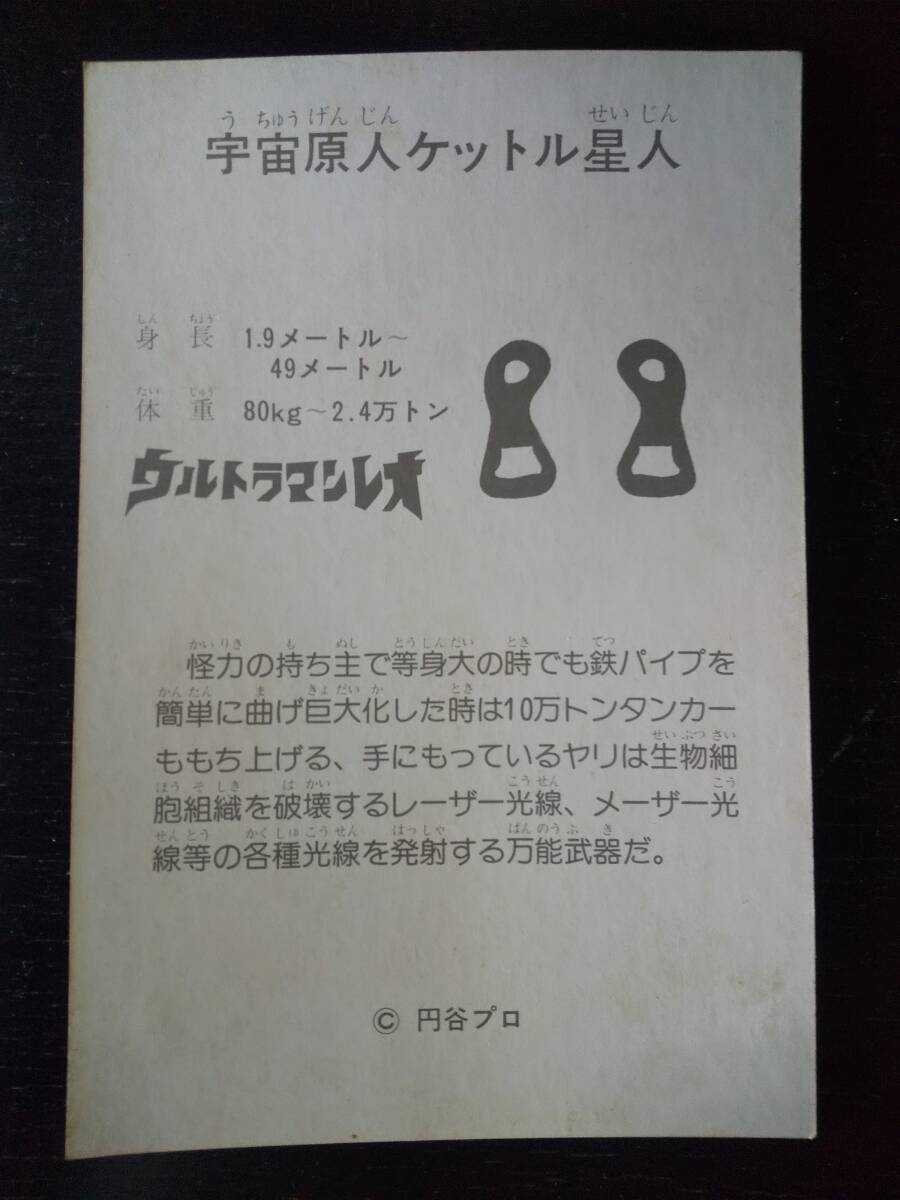 う ちゅう げん じん せい じん
宇宙原人ケットル星人
しん ちょう
身 長 1.9メートル～
49メートル
たい じゅう
体 重 80kg～2.4万トン
ウルトラマンレオ
かいりき も ぬし とうしんだい とき てつ
怪力の持ち主で等身大の時でも鉄パイプを
かんたん ま きょだいか とき
簡単に曲げ巨大化した時は10万トンタンカー
せいぶつさい
ももち上げる、手にもっているヤリは生物細
ほう そ しき は かい こうせん こう
胞組織を破壊するレーザー光線、メーザー光
せんとう かくしゅこうせん はっしゃ ばんのうぶ き
線等の各種光線を発射する万能武器だ。
© 円谷プロ